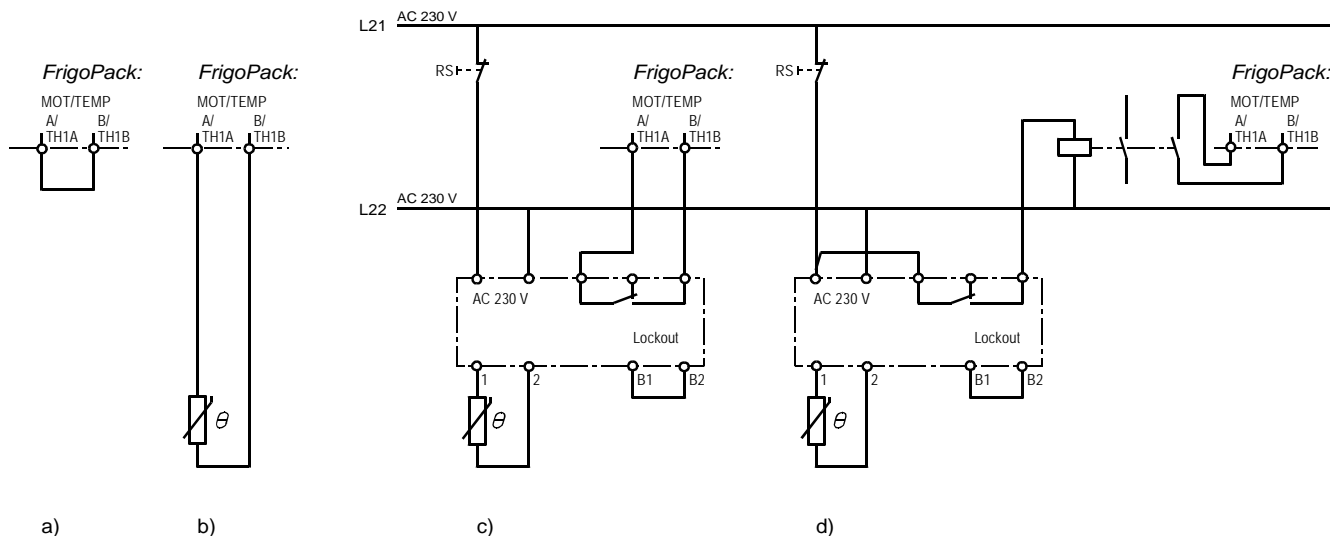 L21 AC 230 V
FrigoPack:
MOT/TEMP
A/ B/
TH1A TH1B
FrigoPack:
MOT/TEMP
A/ B/
TH1A TH1B
RS
FrigoPack:
MOT/TEMP
A/ B/
TH1A TH1B
RS
FrigoPack:
MOT/TEMP
A/ B/
TH1A TH1B
L22 AC 230 V
AC 230 V
Lockout
1 2 B1 B2
AC 230 V
Lockout
1 2 B1 B2
θ
θ
θ
a) b) c) d)